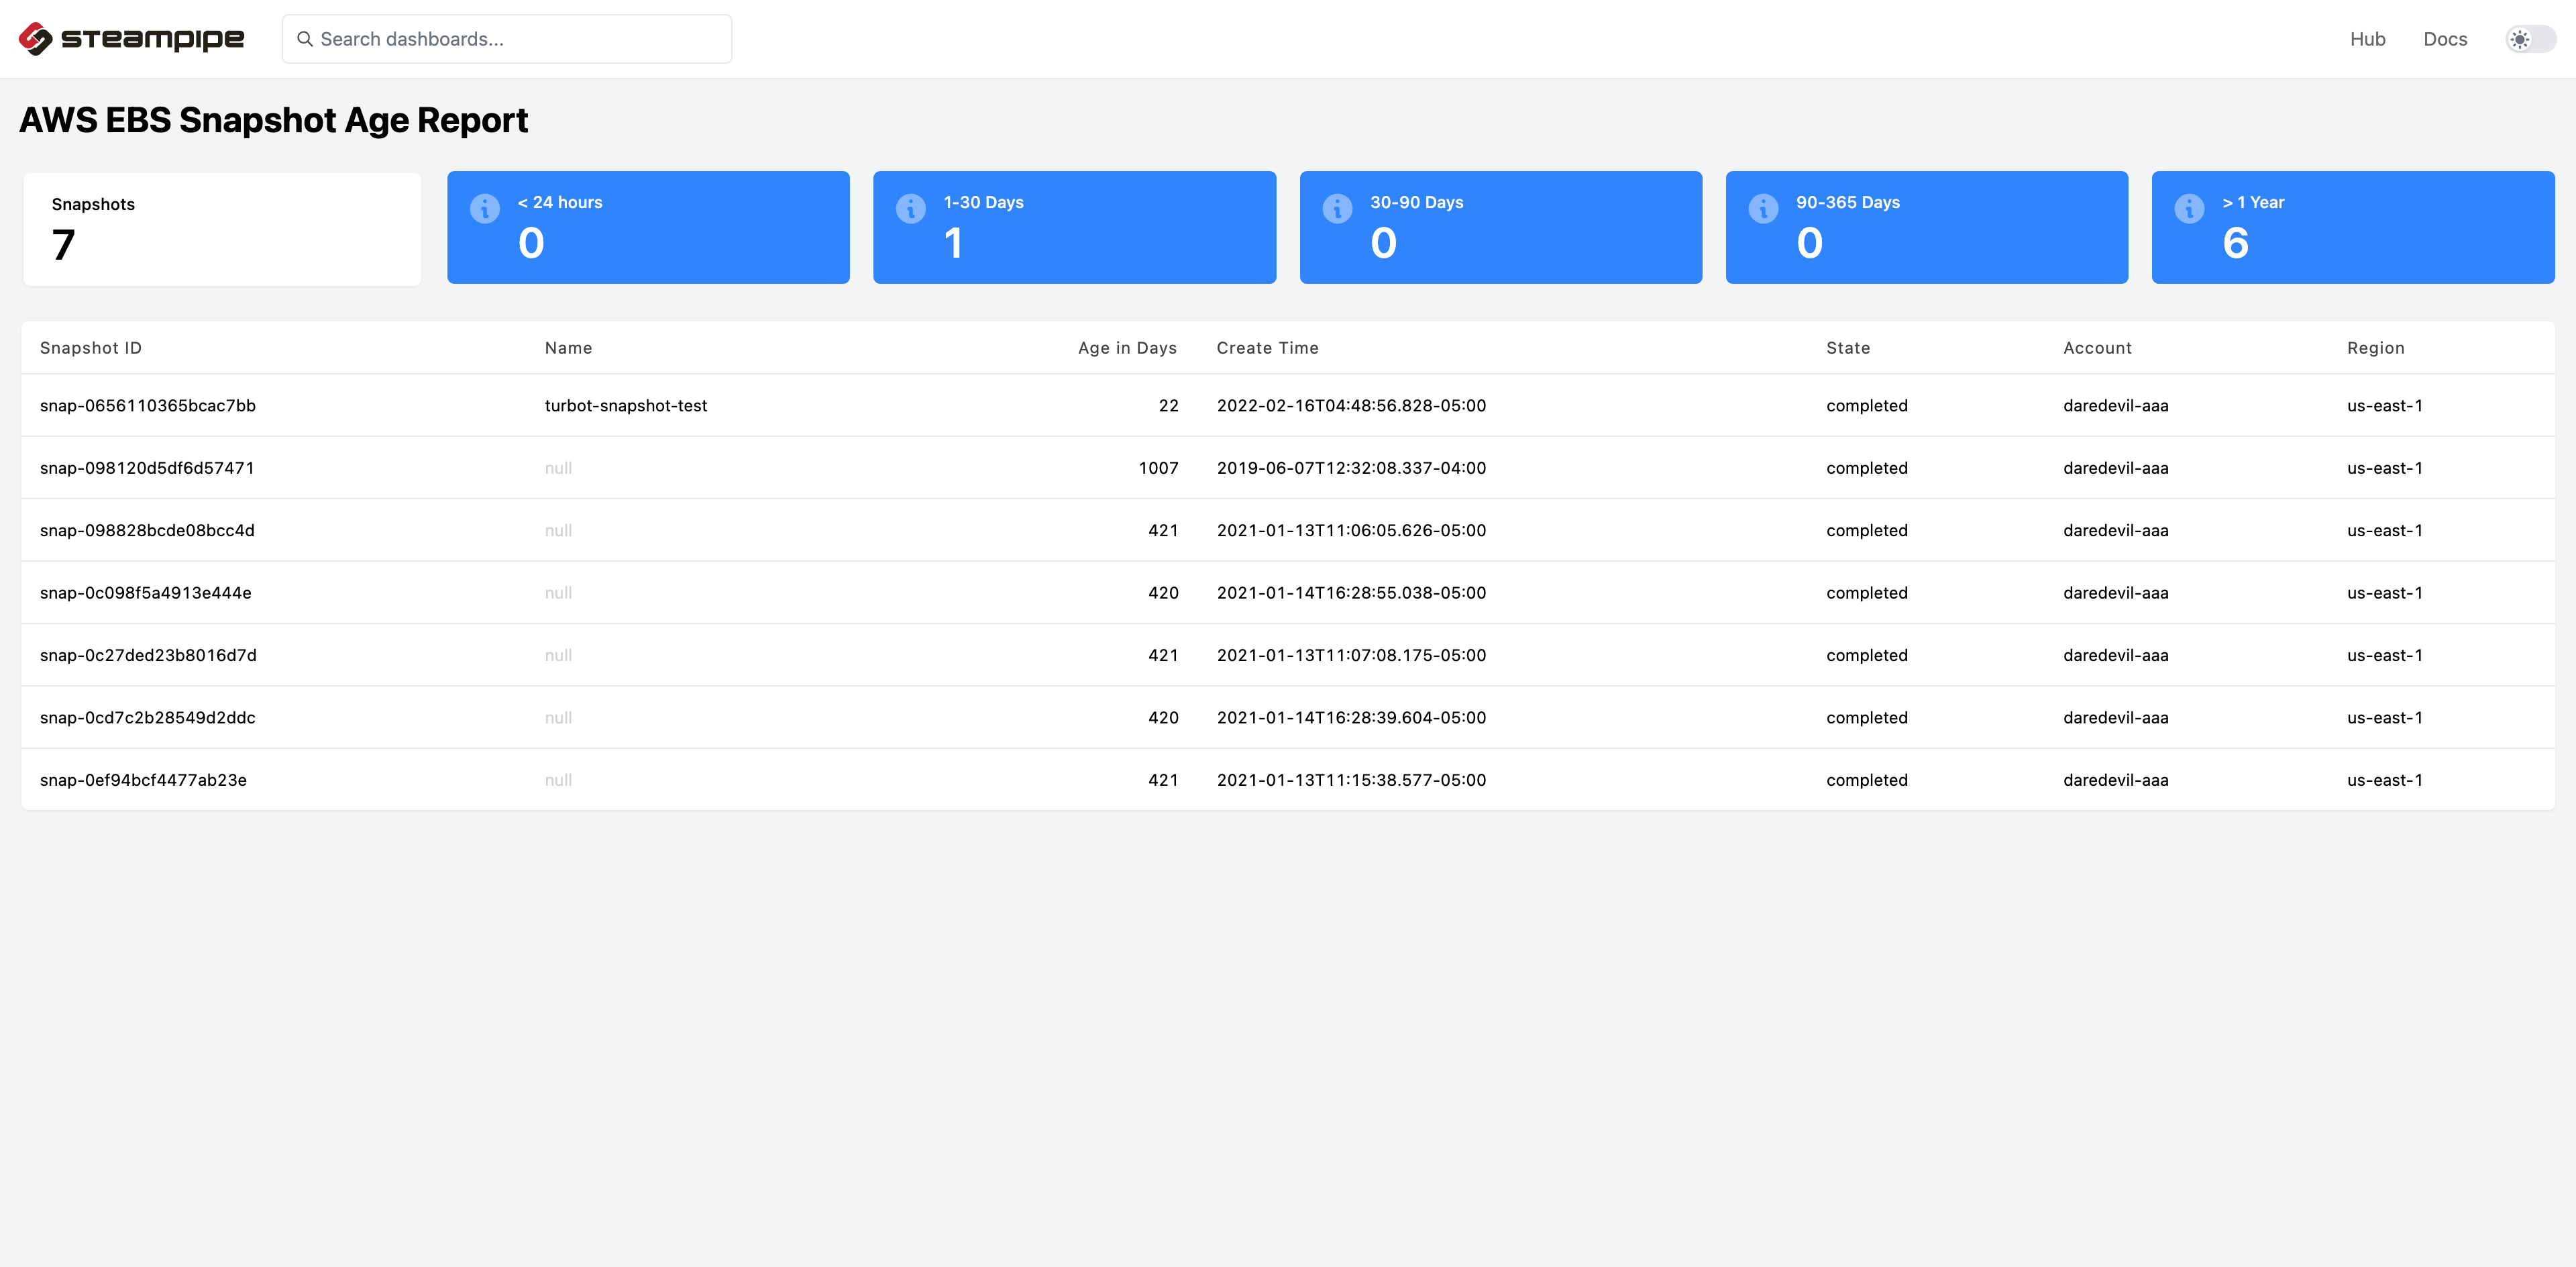 steampipe Search dashboards... Hub Docs
AWS EBS Snapshot Age Report
Snapshots < 24 hours 1-30 Days 30-90 Days 90-365 Days > 1 Year
7 0 1 0 0 6
Snapshot ID Name Age in Days Create Time State Account Region
snap-0656110365bcac7bb turbot-snapshot-test 22 2022-02-16T04:48:56.828-05:00 completed daredevil-aaa us-east-1
snap-098120d5df6d57471 null 1007 2019-06-07T12:32:08.337-04:00 completed daredevil-aaa us-east-1
snap-098828bcde08bcc4d null 421 2021-01-13T11:06:05.626-05:00 completed daredevil-aaa us-east-1
snap-0c098f5a4913e444e null 420 2021-01-14T16:28:55.038-05:00 completed daredevil-aaa us-east-1
snap-0c27ded23b8016d7d null 421 2021-01-13T11:07:08.175-05:00 completed daredevil-aaa us-east-1
snap-0cd7c2b28549d2ddc null 420 2021-01-14T16:28:39.604-05:00 completed daredevil-aaa us-east-1
snap-0ef94bcf4477ab23e null 421 2021-01-13T11:15:38.577-05:00 completed daredevil-aaa us-east-1